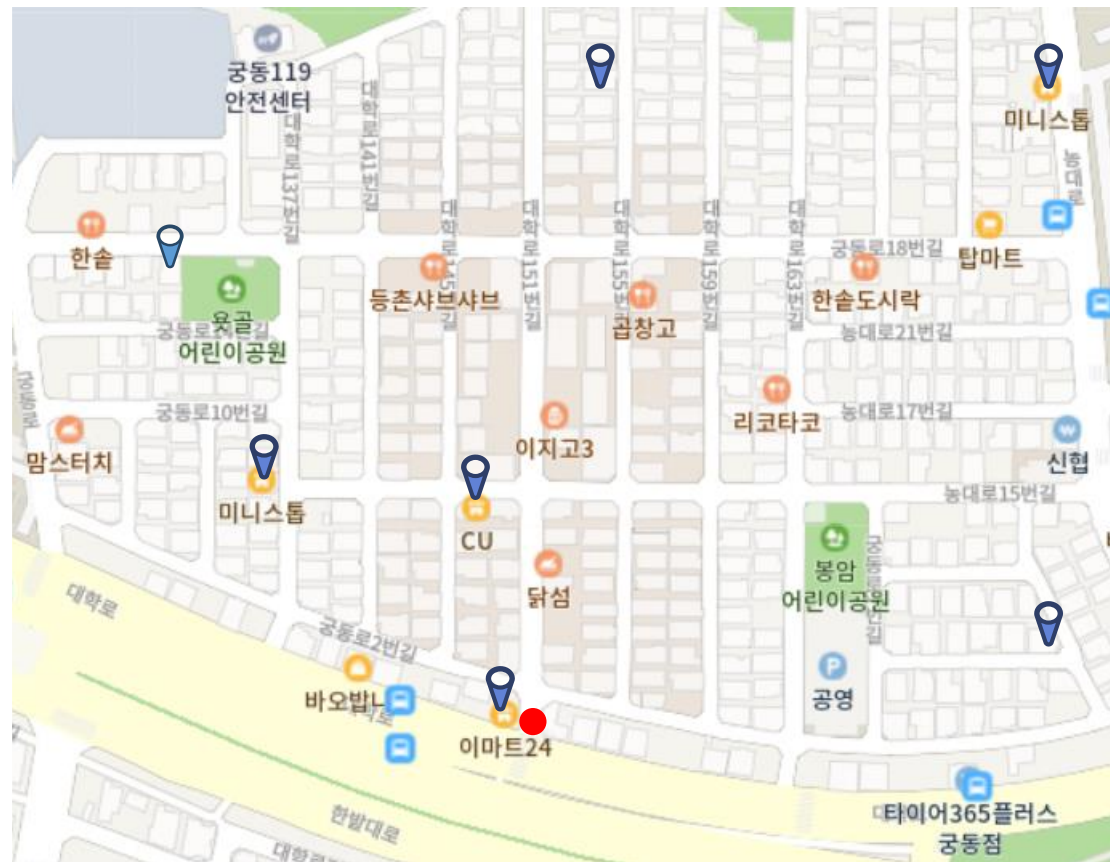 궁동119
안전센터
대학로137번길
대학로141번길
미니스톱
농대로
한솥
대학로145
대학로151번길
대학로155번
대학로159번길
대학로163번길
궁동로18번길
탑마트
등촌샤브샤브
곱창고
한솥도시락
욧골
어린이공원
농대로21번길
궁동로
궁동로10번길
리코타코
농대로17번길
맘스터치
이지고3
신협
미니스톱
농대로15번길
CU
닭섬
봉암
어린이공원
대학로
궁동로2번길
바오밥
공영
이마트24
타이어365플러스
궁동점
한밭대로